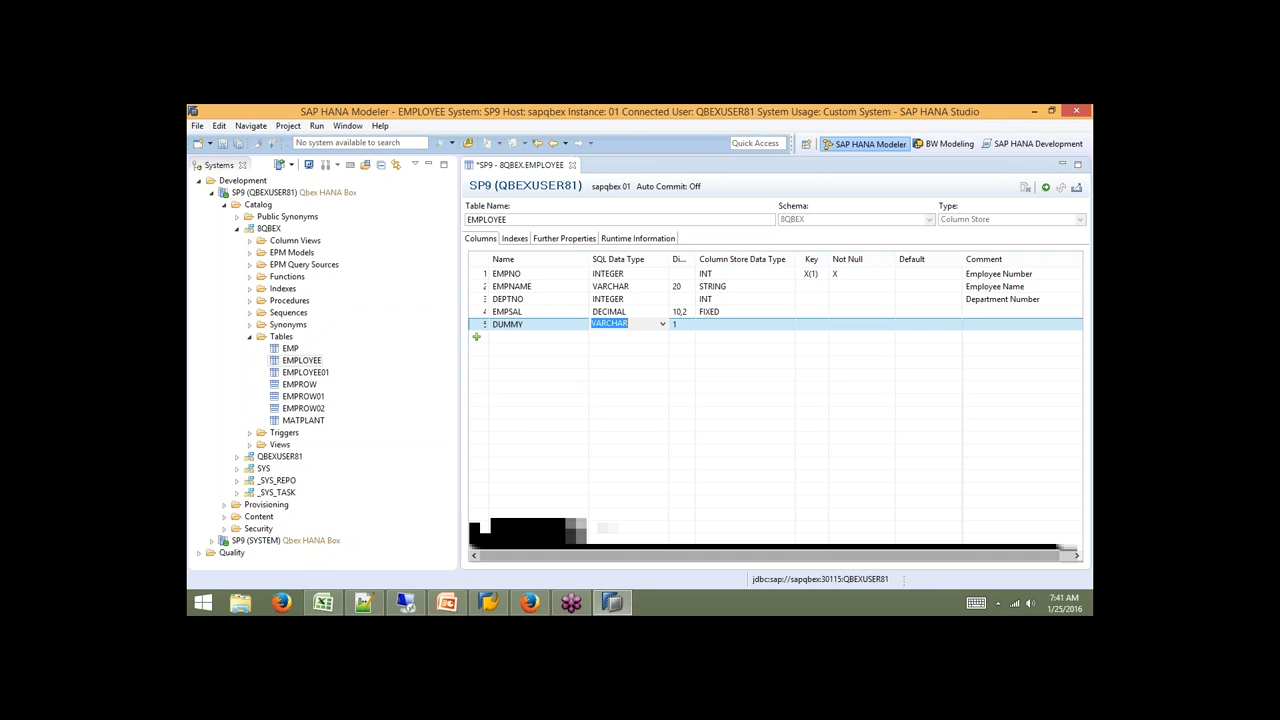 SAP HANA Modeler - EMPLOYEE System: SP9 Host: sapqbex Instance: 01 Connected User: QBEXUSER81 System Usage: Custom System - SAP HANA Studio
File Edit Navigate Project Run Window Help
No system available to search
Quick Access
SAP HANA Modeler
BW Modeling
SAP HANA Development
Systems
*SP9 - 8QBEX.EMPLOYEE
Development
SP9 (QBEXUSER81) Qbex HANA Box
Catalog
Public Synonyms
8QBEX
Column Views
EPM Models
EPM Query Sources
Functions
Indexes
Procedures
Sequences
Synonyms
Tables
EMP
EMPLOYEE
EMPLOYEE01
EMPROW
EMPROW01
EMPROW02
MATPLANT
Triggers
Views
QBEXUSER81
SYS
_SYS_REPO
_SYS_TASK
Provisioning
Content
Security
SP9 (SYSTEM) Qbex HANA Box
Quality
SP9 (QBEXUSER81) sapqbex 01 Auto Commit: Off
Table Name: Schema: Type:
EMPLOYEE 8QBEX Column Store
Columns Indexes Further Properties Runtime Information
Name SQL Data Type Di... Column Store Data Type Key Not Null Default Comment
1 EMPNO INTEGER INT X(1) X Employee Number
2 EMPNAME VARCHAR 20 STRING Employee Name
3 DEPTNO INTEGER INT Department Number
4 EMPSAL DECIMAL 10,2 FIXED
5 DUMMY VARCHAR 1
jdbc:sap://sapqbex:30115:QBEXUSER81
7:41 AM
1/25/2016